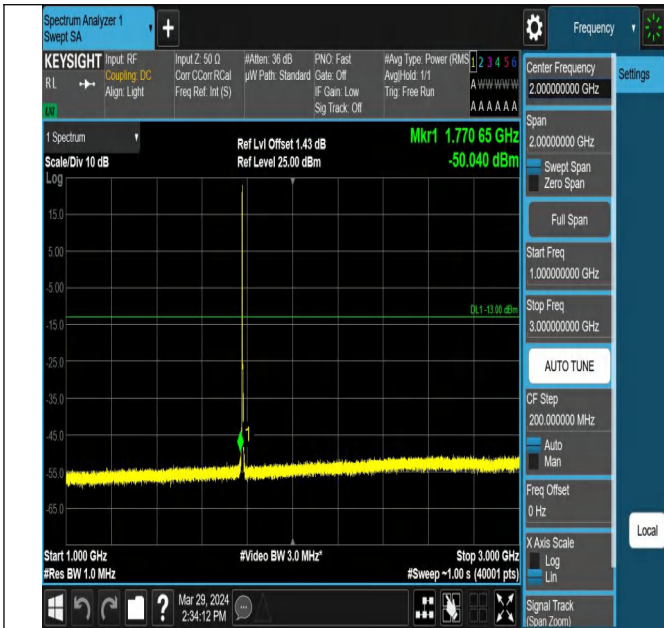 Spectrum Analyzer 1
Swept SA
+
Frequency
KEYSIGHT
RL
LXI
Input: RF
Coupling: DC
Align: Light
Input Z: 50 Ω
Corr CCorr RCal
Freq Ref: Int (S)
#Atten: 36 dB
µW Path: Standard
PNO: Fast
Gate: Off
IF Gain: Low
Sig Track: Off
#Avg Type: Power (RMS
Avg|Hold: 1/1
Trig: Free Run
1 2 3 4 5 6
A W W W W W
A A A A A A
1 Spectrum
Scale/Div 10 dB
Log
Ref Lvl Offset 1.43 dB
Ref Level 25.00 dBm
Mkr1 1.770 65 GHz
-50.040 dBm
15.0
5.00
-5.00
DL1 -13.00 dBm
-15.0
-25.0
-35.0
-45.0
1
-55.0
-65.0
Start 1.000 GHz
#Video BW 3.0 MHz*
Stop 3.000 GHz
#Res BW 1.0 MHz
#Sweep ~1.00 s (40001 pts)
?
Mar 29, 2024
2:34:12 PM
Center Frequency
2.000000000 GHz
Settings
Span
2.00000000 GHz
Swept Span
Zero Span
Full Span
Start Freq
1.000000000 GHz
Stop Freq
3.000000000 GHz
AUTO TUNE
CF Step
200.000000 MHz
Auto
Man
Freq Offset
0 Hz
Local
X Axis Scale
Log
Lin
Signal Track
(Span Zoom)